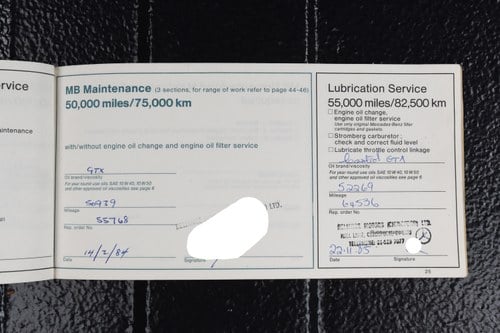 rvice
aintenance
MB Maintenance (3 sections, for range of work refer to page 44-46)
50,000 miles/75,000 km
with/without engine oil change and engine oil filter service
GTX
Oil brand/viscosity
For year round use oils SAE 10 W 40, 10 W 50
and other approved oil viscosities see page 6
50939
Mileage
55768
Rep. order No.
LTD.
14/2/84
Date
Signature
Lubrication Service
55,000 miles/82,500 km
Engine oil change,
engine oil filter service
Use only original Mercedes-Benz filter
cartridges and gaskets
Stromberg carburetor:
check and correct fluid level
Lubricate throttle control linkage
Castrol GTX
Oil brand/viscosity
For year round use oils SAE 10 W 40, 10 W 50
and other approved oil viscosities see page 6
52269
Mileage
60536
Rep. order No.
MOTORS LTD.
22.11.85
Date
Signature
25